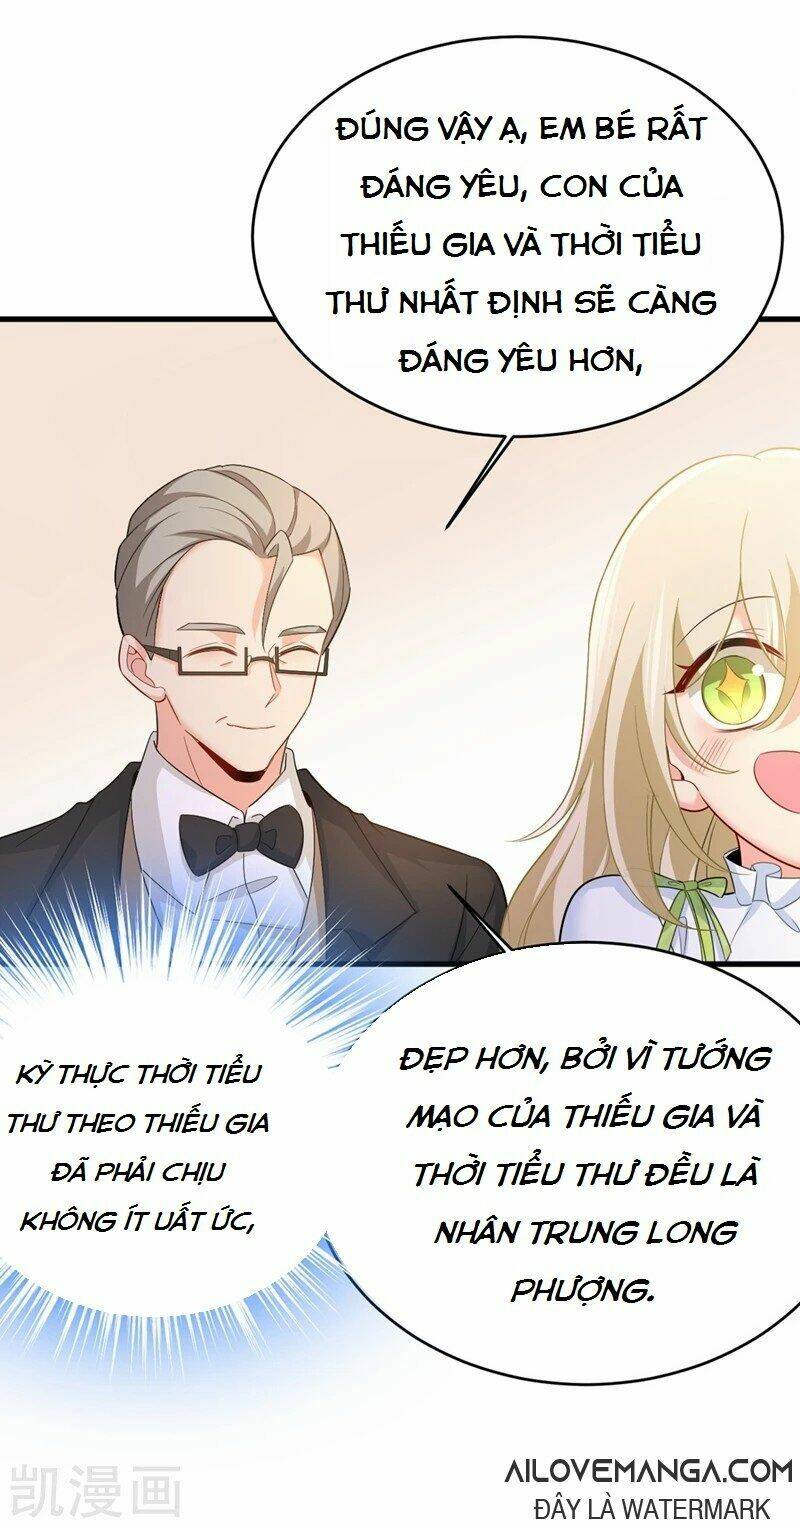 ĐÚNG VẬY Ạ, EM BÉ RẤT
ĐÁNG YÊU, CON CỦA
THIẾU GIA VÀ THỜI TIỂU
THƯ NHẤT ĐỊNH SẼ CÀNG
ĐÁNG YÊU HƠN,
ĐẸP HƠN, BỞI VÌ TƯỚNG
MẠO CỦA THIẾU GIA VÀ
THỜI TIỂU THƯ ĐỀU LÀ
NHÂN TRUNG LONG
PHƯỢNG.
KỲ THỰC THỜI TIỂU
THƯ THEO THIẾU GIA
ĐÃ PHẢI CHỊU
KHÔNG ÍT UẤT ỨC,
凯漫画
AILOVEMANGA.COM
ĐÂY LÀ WATERMARK